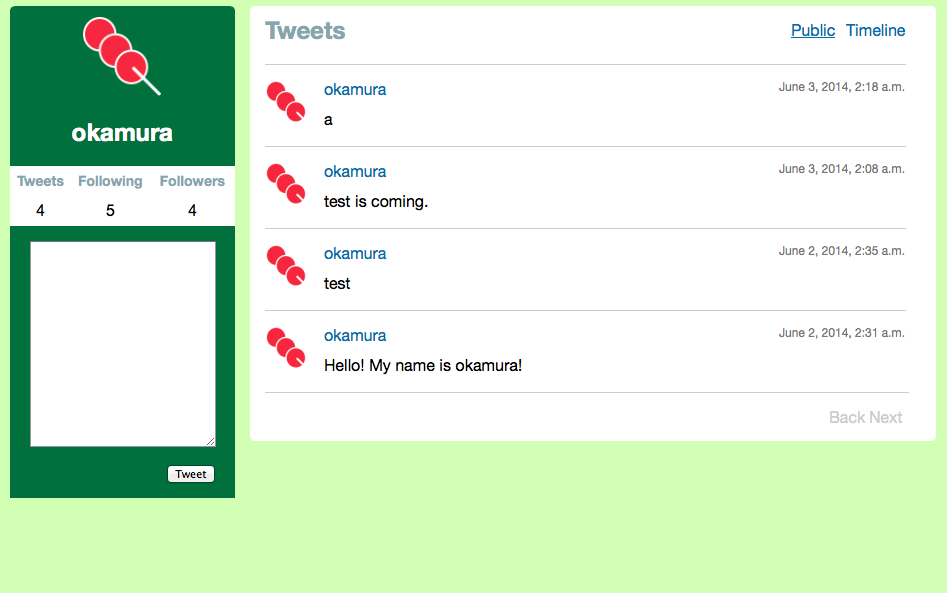 okamura
Tweets Following Followers
4 5 4
Tweet
Tweets Public Timeline
okamura June 3, 2014, 2:18 a.m.
a
okamura June 3, 2014, 2:08 a.m.
test is coming.
okamura June 2, 2014, 2:35 a.m.
test
okamura June 2, 2014, 2:31 a.m.
Hello! My name is okamura!
Back Next